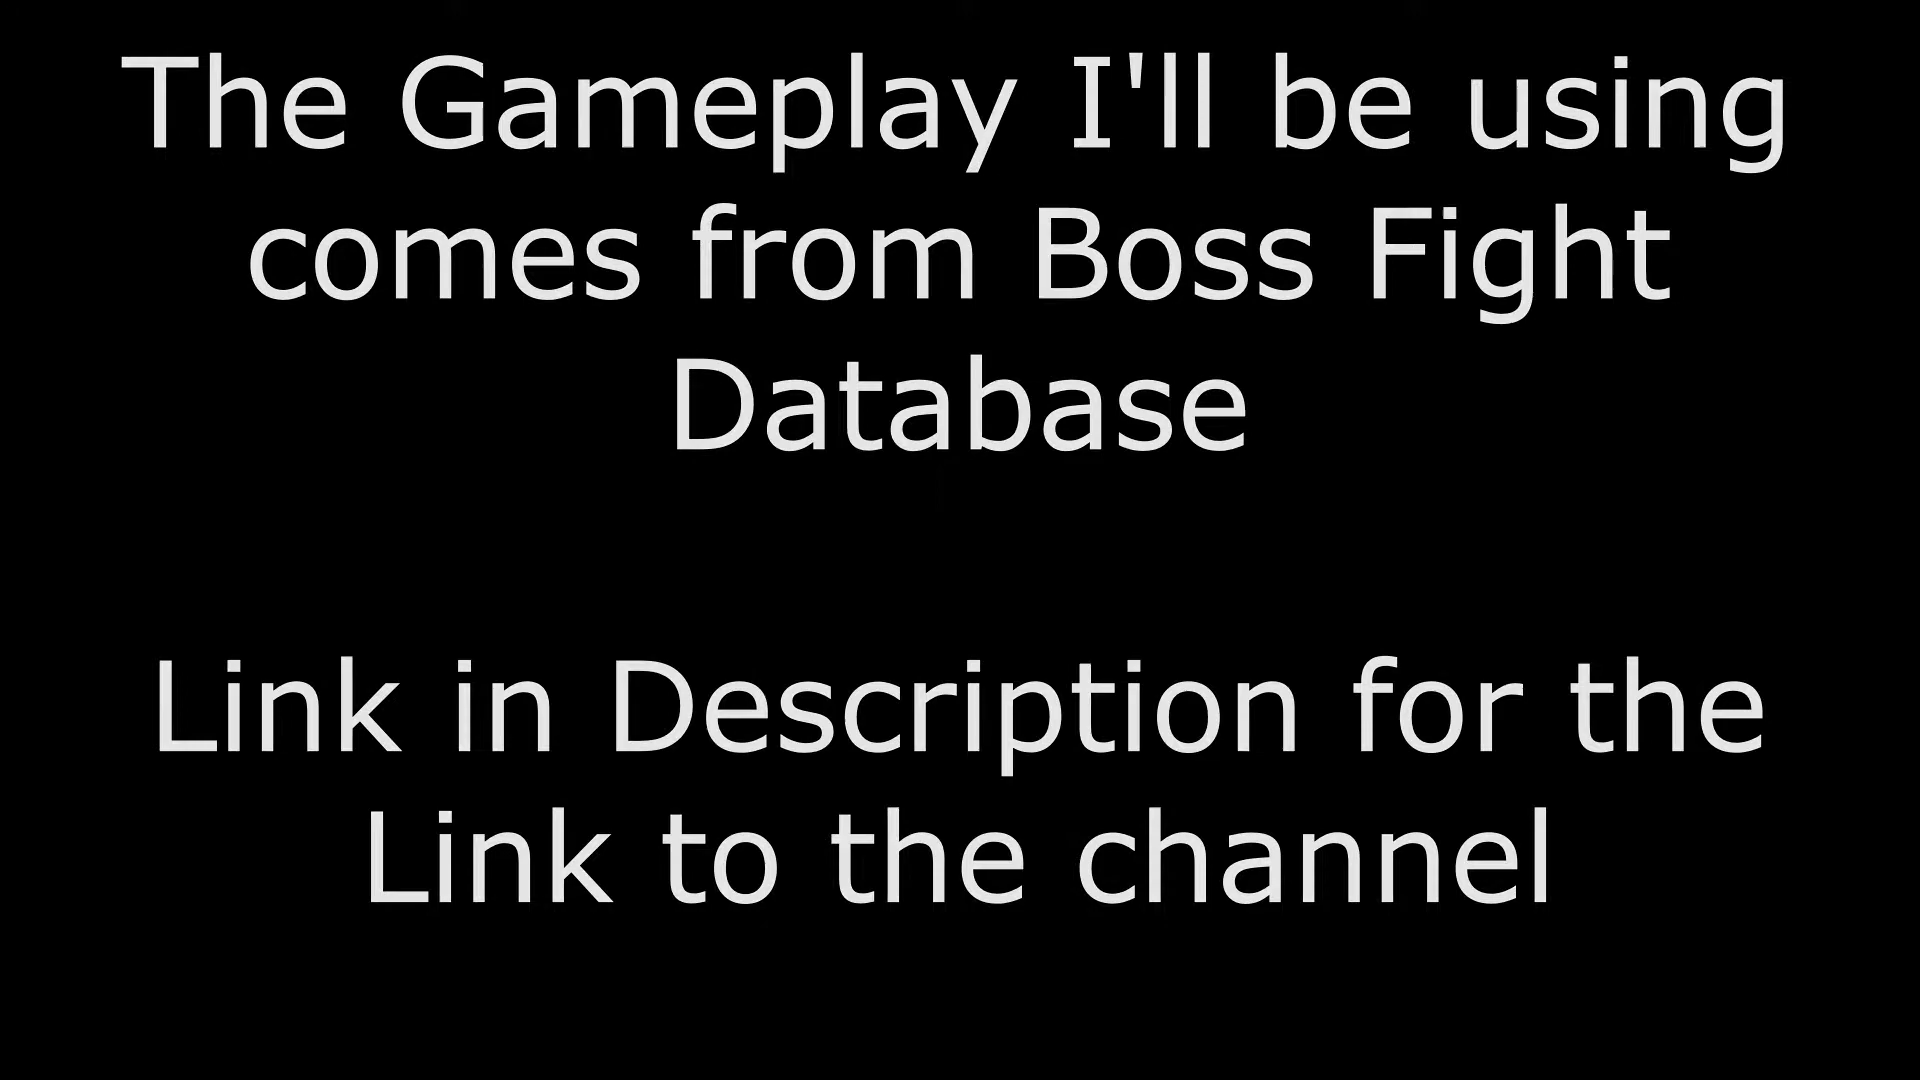 The Gameplay I'll be using
comes from Boss Fight
Database
Link in Description for the
Link to the channel